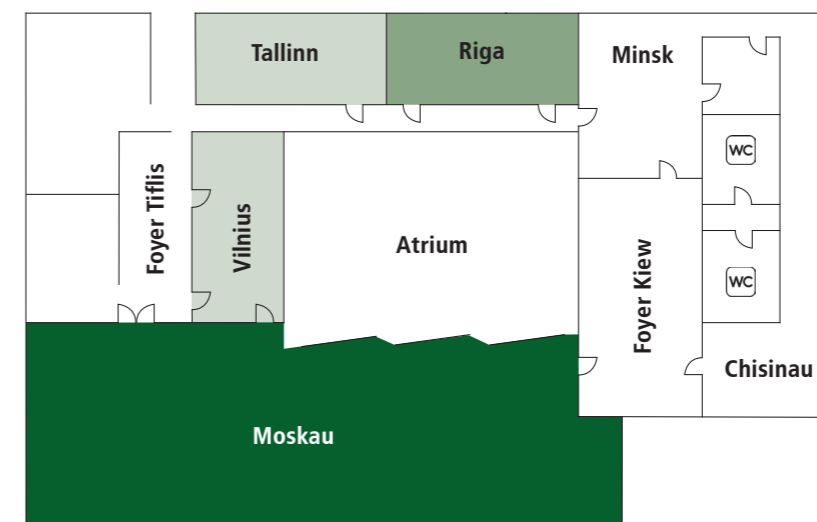 Tallinn
Riga
Minsk
WC
Foyer Tiflis
Vilnius
Atrium
Foyer Kiew
WC
Chisinau
Moskau